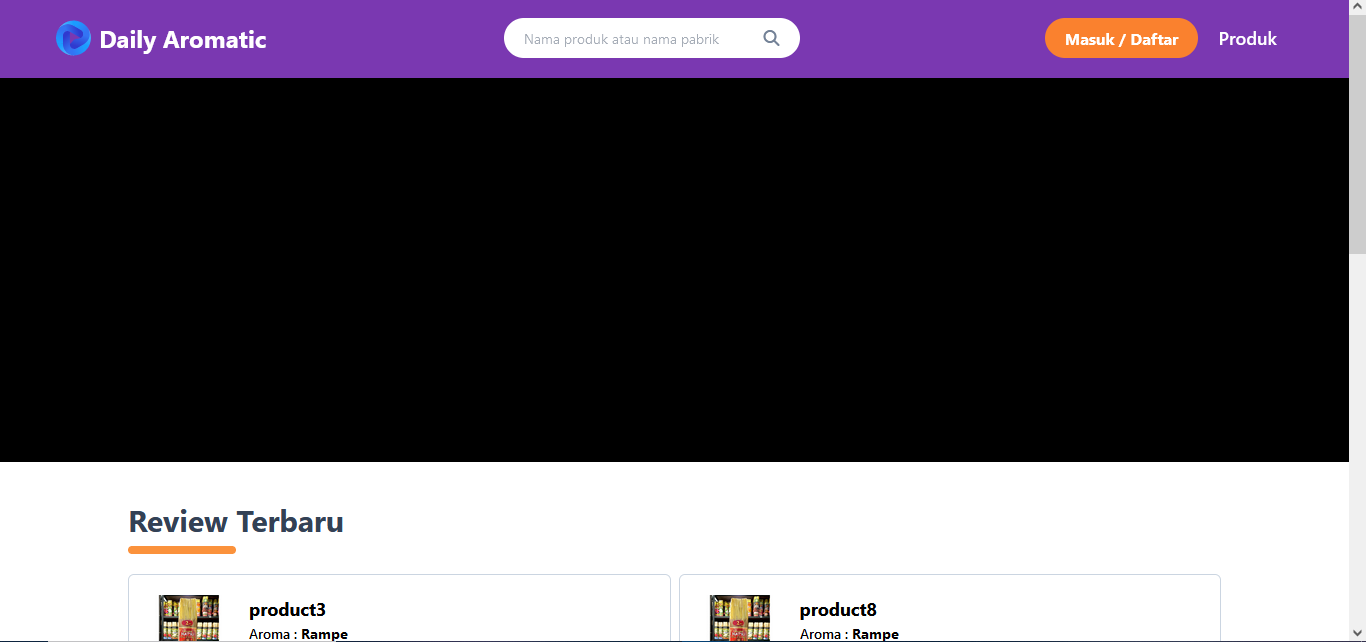 Daily Aromatic
Nama produk atau nama pabrik
Masuk / Daftar
Produk
Review Terbaru
product3
Aroma : Rampe
product8
Aroma : Rampe